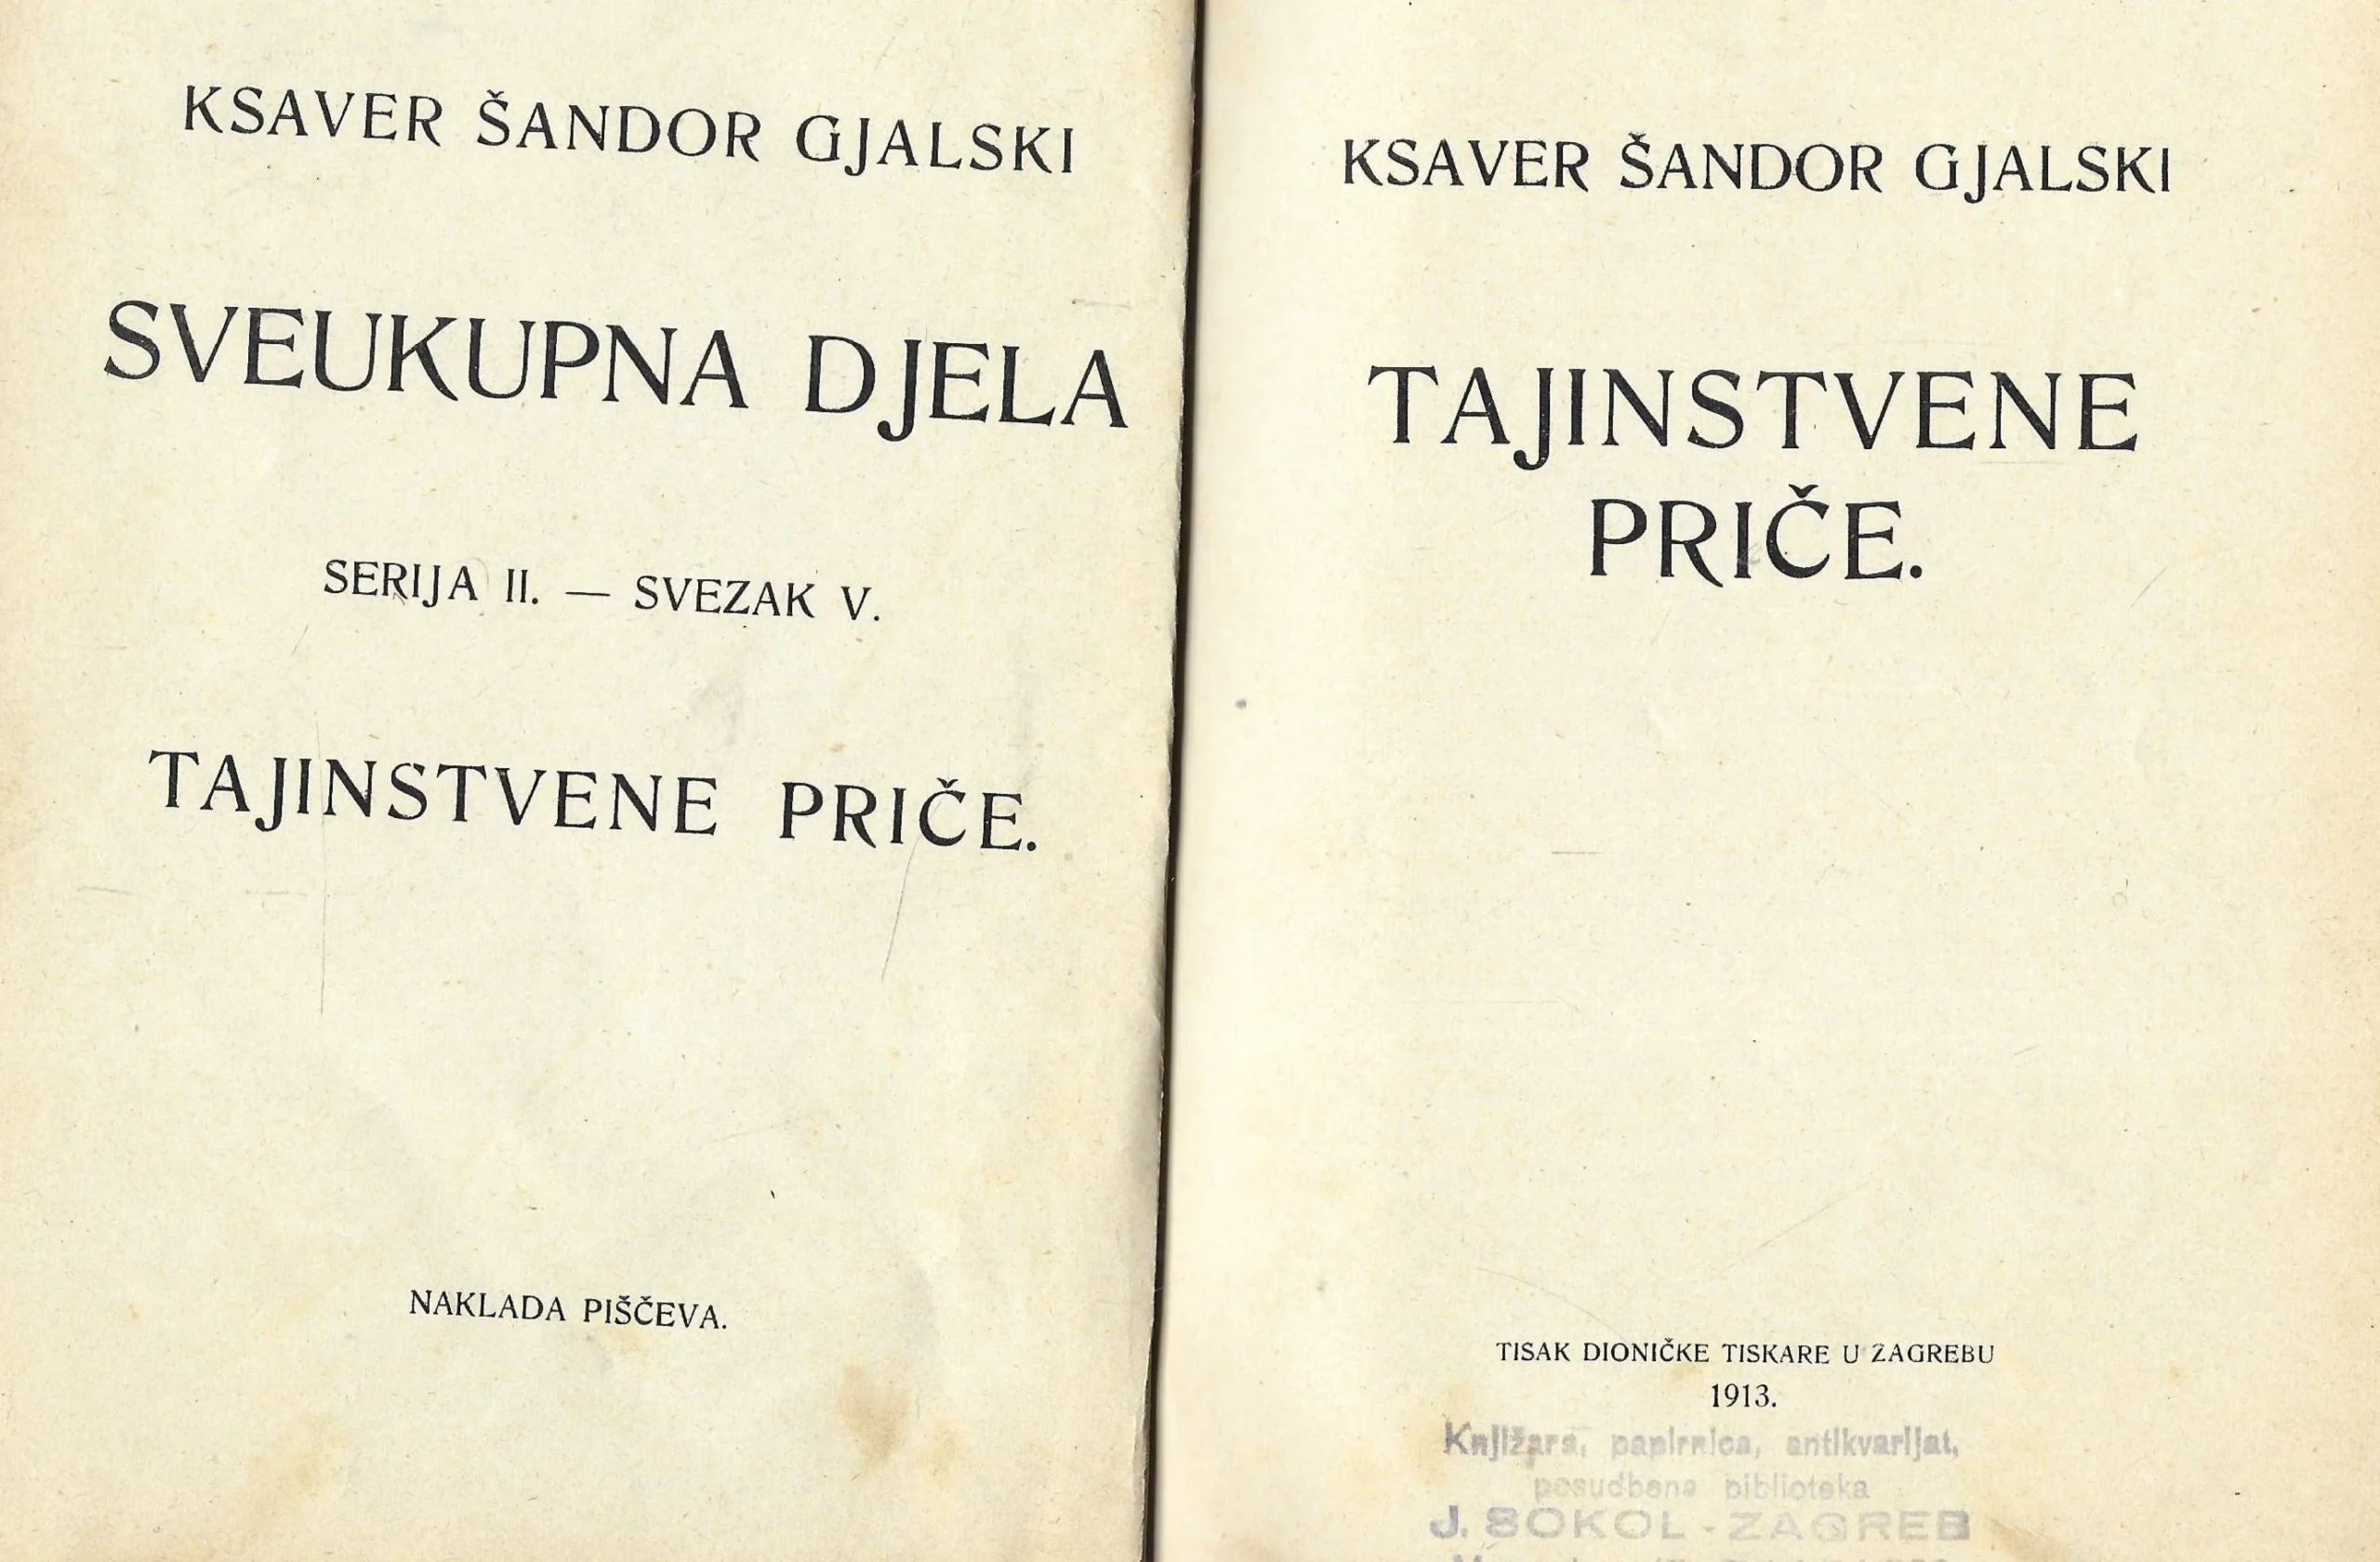 KSAVER ŠANDOR GJALSKI
SVEUKUPNA DJELA
SERIJA II. — SVEZAK V.
TAJINSTVENE PRIČE.
NAKLADA PIŠČEVA.
KSAVER ŠANDOR GJALSKI
TAJINSTVENE
PRIČE.
TISAK DIONIČKE TISKARE U ZAGREBU
1913.
Knjižara, papirnica, antikvarijat,
posudbena biblioteka
J. SOKOL - ZAGREB